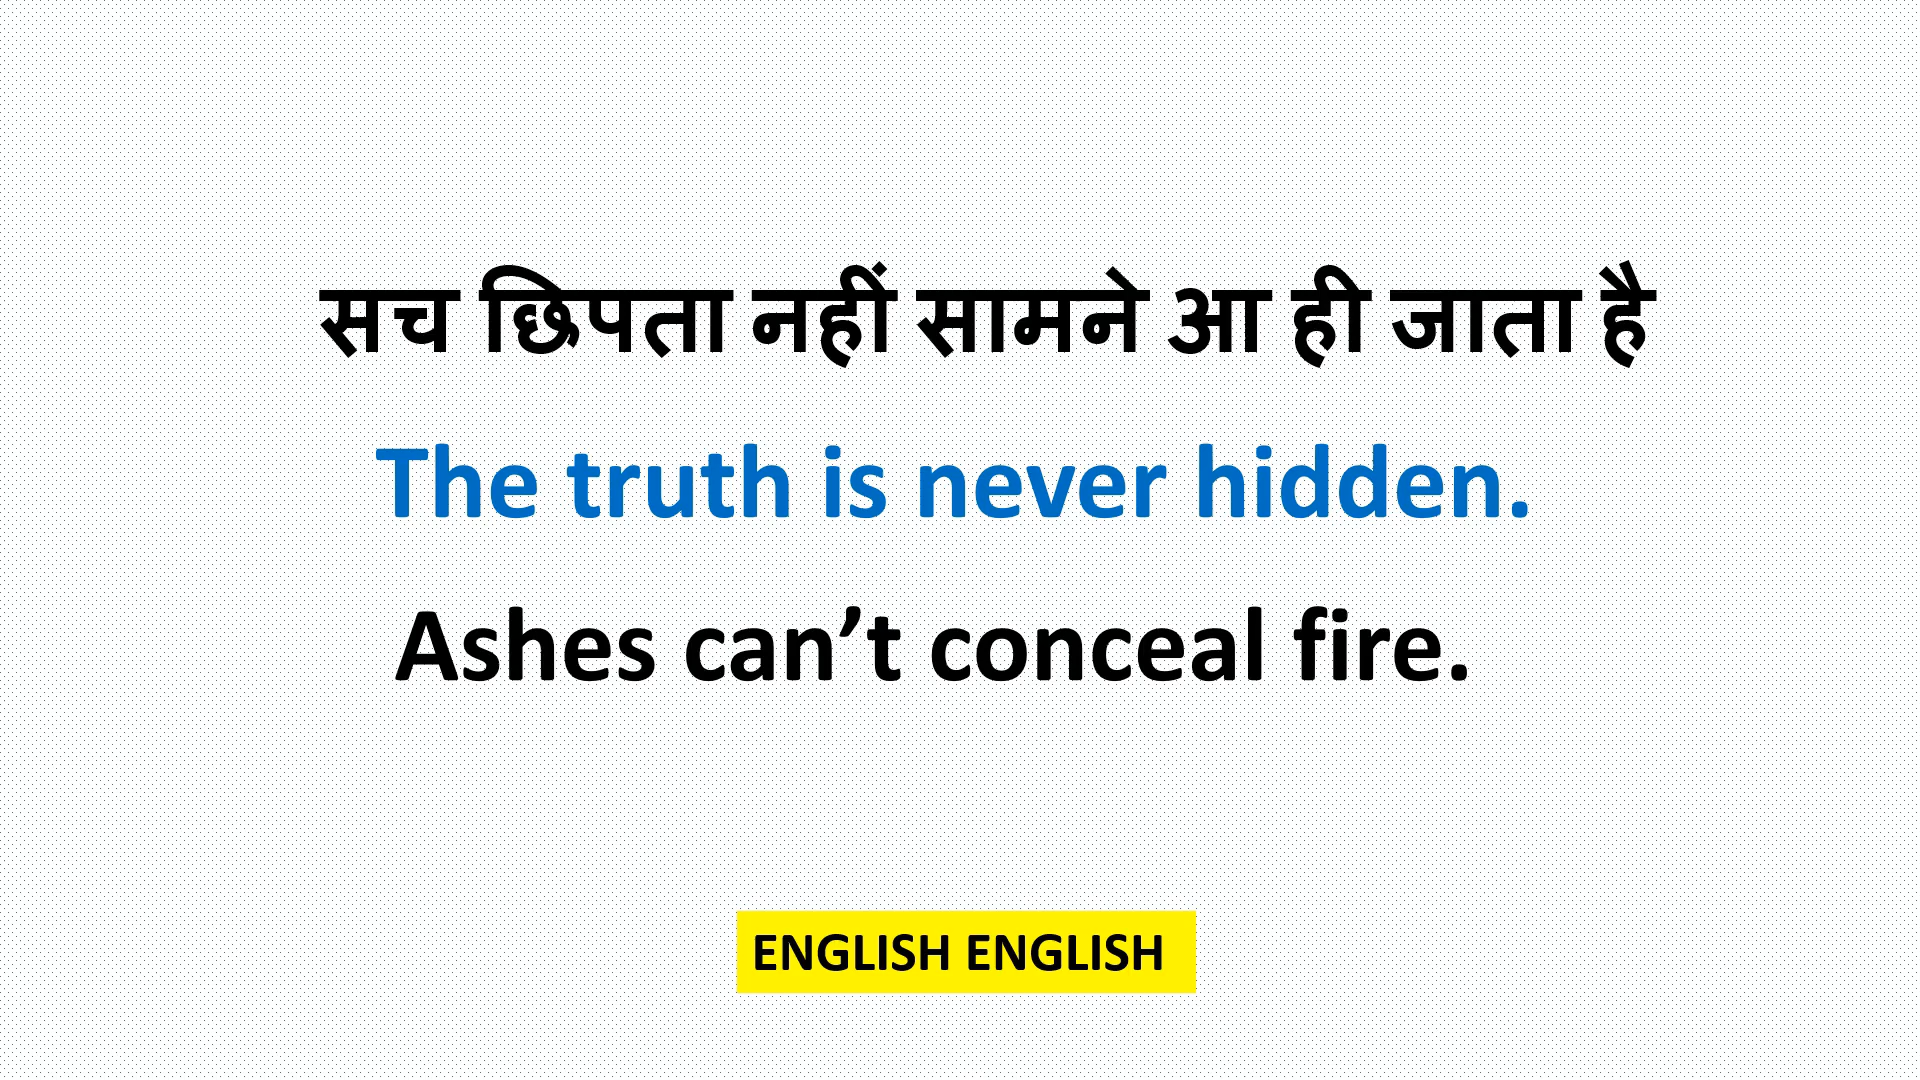 सच छिपता नहीं सामने आ ही जाता है
The truth is never hidden.
Ashes can’t conceal fire.
ENGLISH ENGLISH